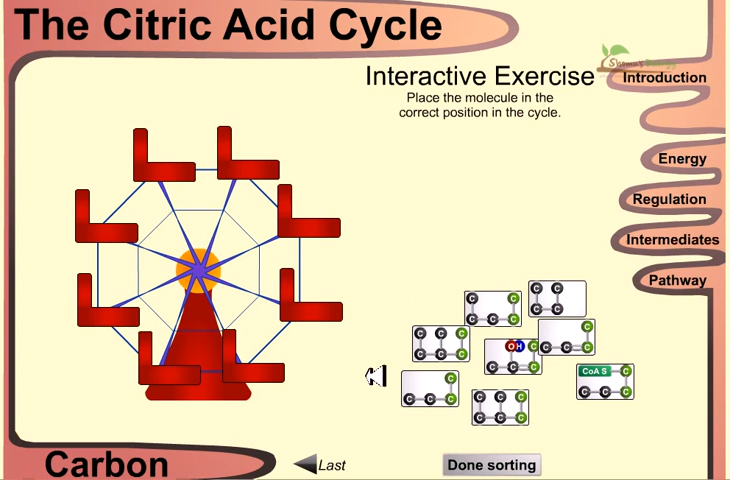 The Citric Acid Cycle
Interactive Exercise
Place the molecule in the
correct position in the cycle.
Introduction
Energy
Regulation
Intermediates
Pathway
C C
C C C
C C
C C
C C C
C C C
OH C
C C C
C
C C C
C
C C C
C C C
C C C
CoA S C
C C C
Carbon
Last
Done sorting